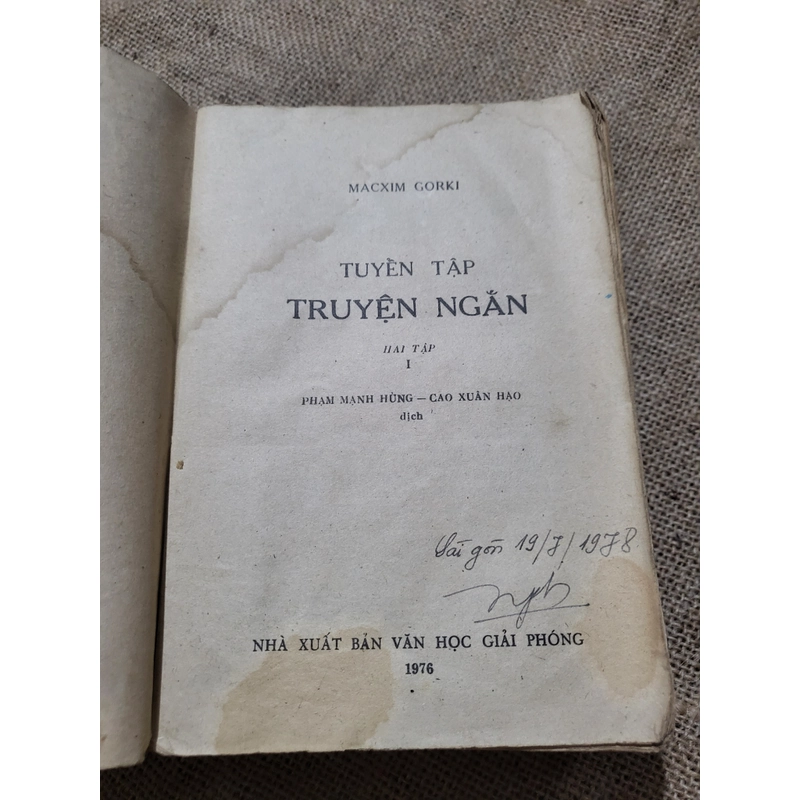 MACXIM GORKI
TUYỂN TẬP
TRUYỆN NGẮN
HAI TẬP
I
PHẠM MẠNH HÙNG — CAO XUÂN HẠO
dịch
Sài gòn 19/7/1978
NHÀ XUẤT BẢN VĂN HỌC GIẢI PHÓNG
1976